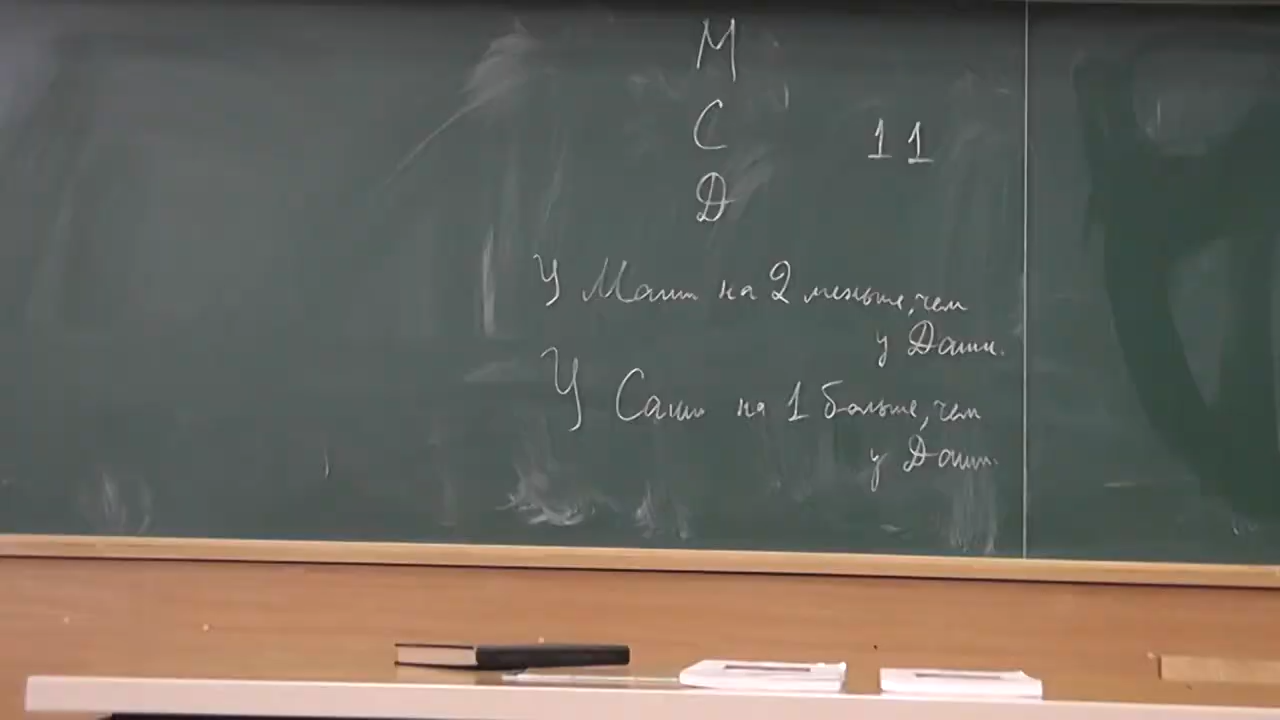 М
С 11
Д
У Маши на 2 меньше, чем
у Даши.
У Саши на 1 больше, чем
у Даши.